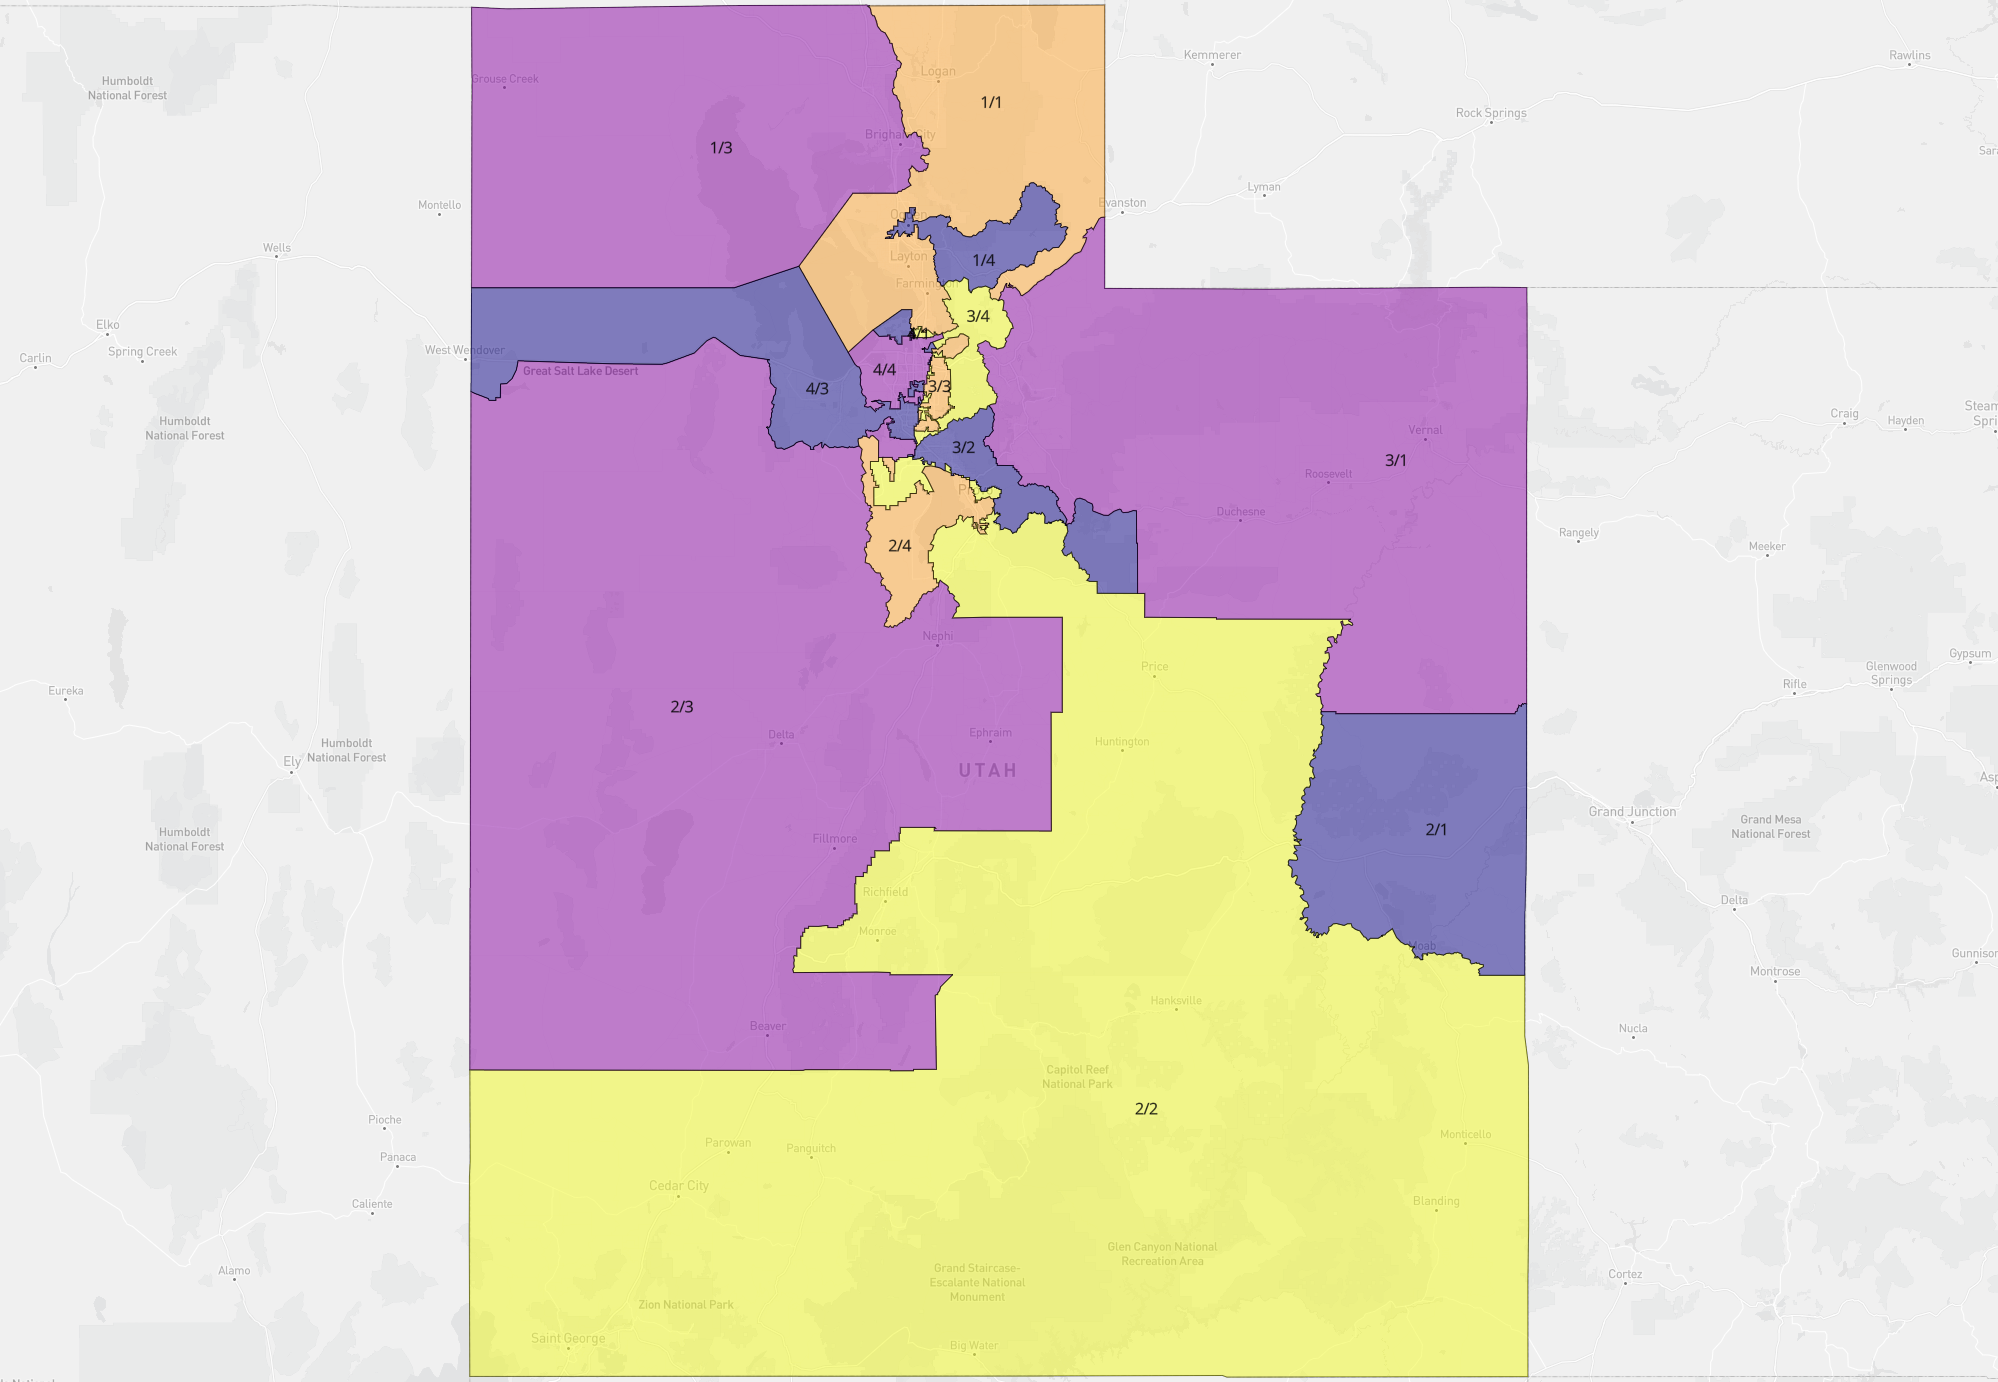 Humboldt
National Forest
Grouse Creek
Logan
Kemmerer
Rawlins
1/1
Rock Springs
Brigham City
1/3
Montello
Lyman
Evanston
Wells
Layton
1/4
Farmington
3/4
Elko
Spring Creek
Carlin
West Wendover
Great Salt Lake Desert
4/4
4/3
3/3
Humboldt
National Forest
Craig
Hayden
Vernal
3/2
3/1
Roosevelt
Duchesne
Rangely
Meeker
2/4
Nephi
Price
Gypsum
Glenwood
Springs
Rifle
Eureka
2/3
Delta
Ephraim
Huntington
UTAH
Humboldt
National Forest
Ely
Grand Junction
Grand Mesa
National Forest
2/1
Humboldt
National Forest
Fillmore
Richfield
Monroe
Delta
Moab
Montrose
Hanksville
Beaver
Nucla
Capitol Reef
National Park
2/2
Pioche
Parowan
Panguitch
Monticello
Panaca
Cedar City
Caliente
Blanding
Glen Canyon National
Recreation Area
Alamo
Grand Staircase-
Escalante National
Monument
Cortez
Zion National Park
Saint George
Big Water